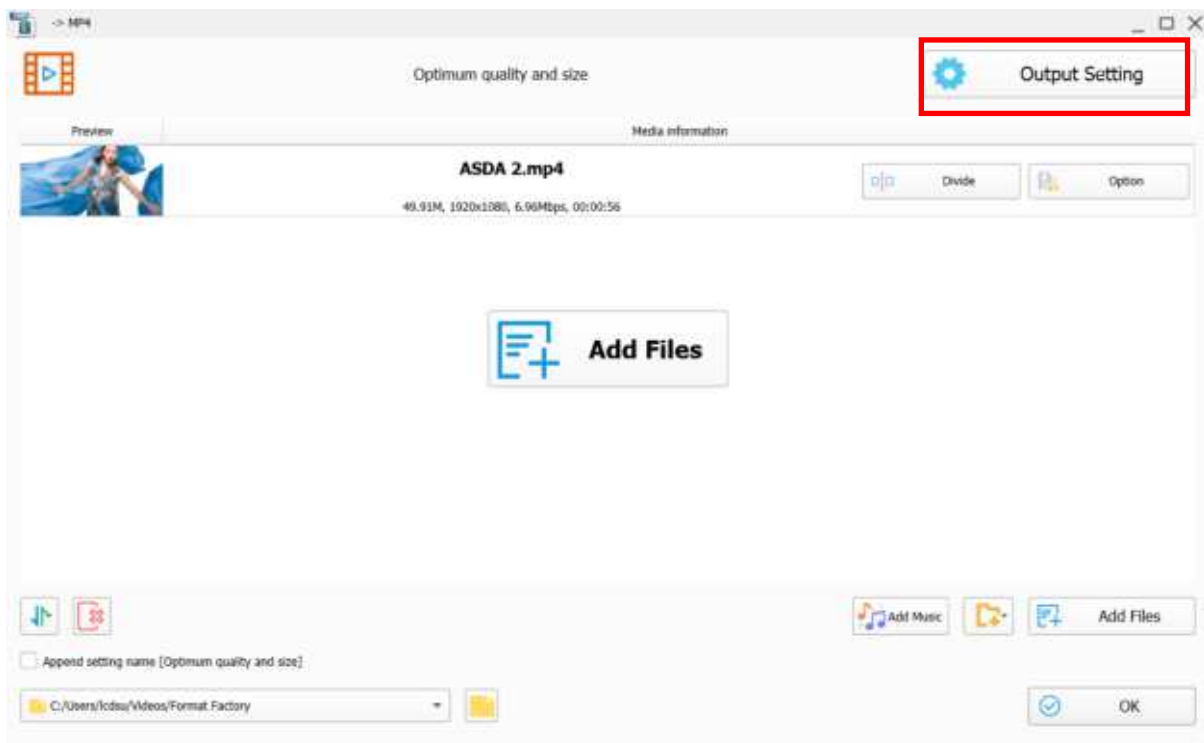 -> MP4
Optimum quality and size
Output Setting
Preview
Media information
ASDA 2.mp4
49.91M, 1920x1080, 6.96Mbps, 00:00:56
Divide
Option
Add Files
Add Music
Add Files
Append setting name [Optimum quality and size]
C:/Users/lcdsu/Videos/Format Factory
OK